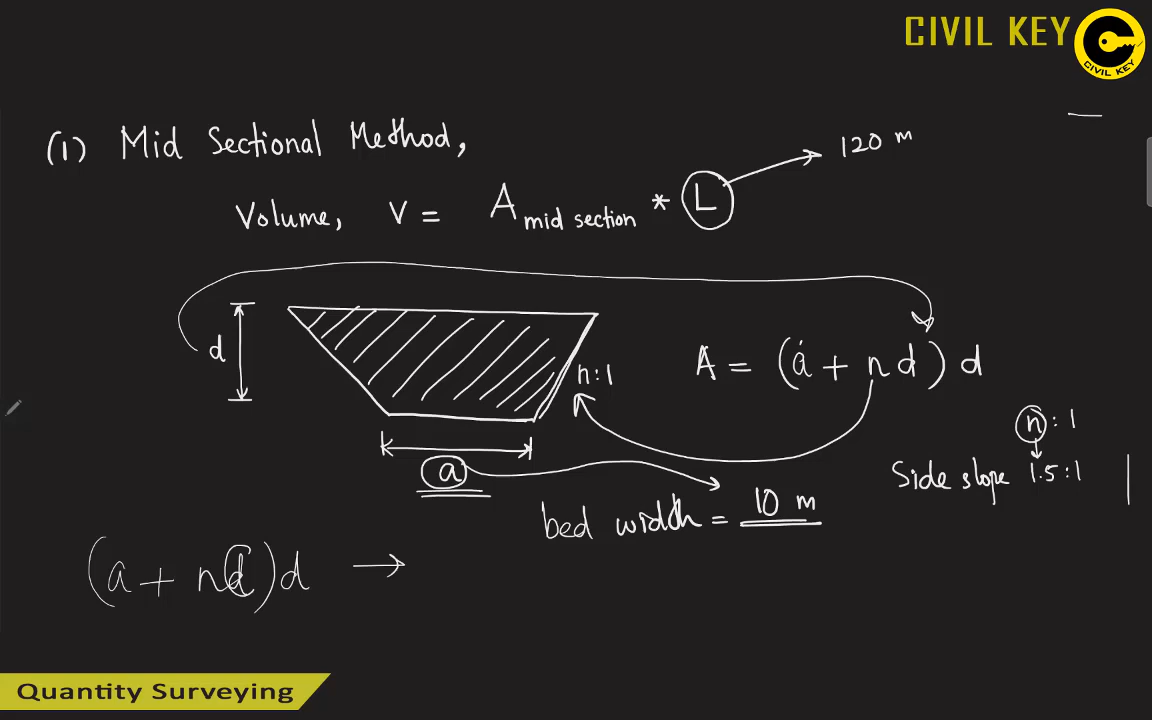 CIVIL KEY
CIVIL KEY
(1) Mid Sectional Method,
120 m
Volume, V = A mid section * L
d
n:1
A = (a + nd) d
n : 1
Side slope 1.5:1
a
bed width = 10 m
(a + nd)d →
Quantity Surveying